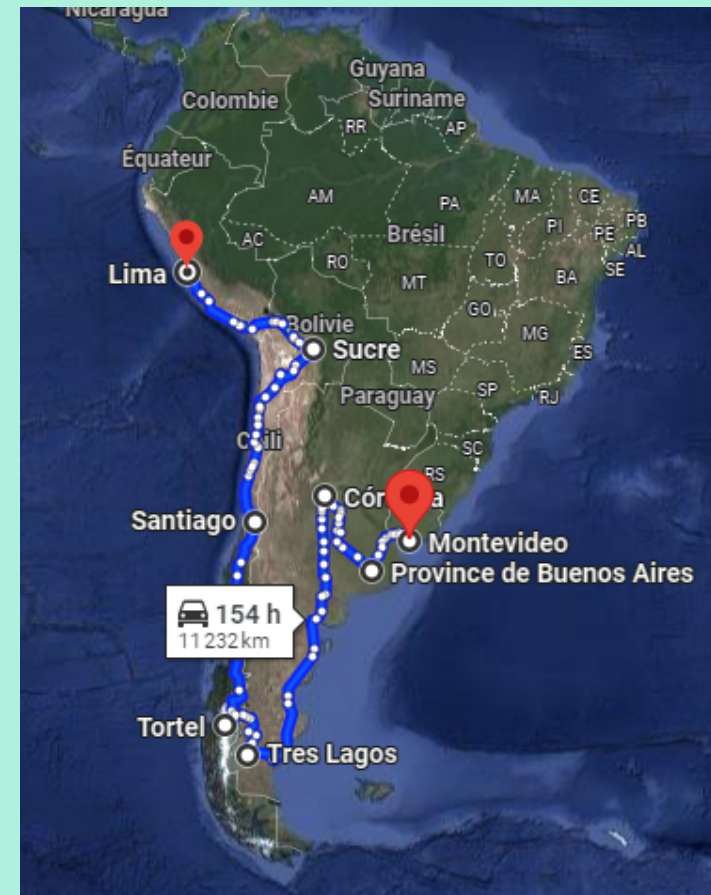 Nicaragua
Guyana
Colombie
Suriname
RR
AP
Équateur
AM
PA
MA
CE
Brésil
PI
PE
PB
AC
RO
TO
AL
Lima
MT
BA
SE
GO
Bolivie
MG
Sucre
MS
ES
Paraguay
SP
RJ
Chili
SC
RS
Córdoba
Santiago
Montevideo
Province de Buenos Aires
154 h
11 232 km
Tortel
Tres Lagos